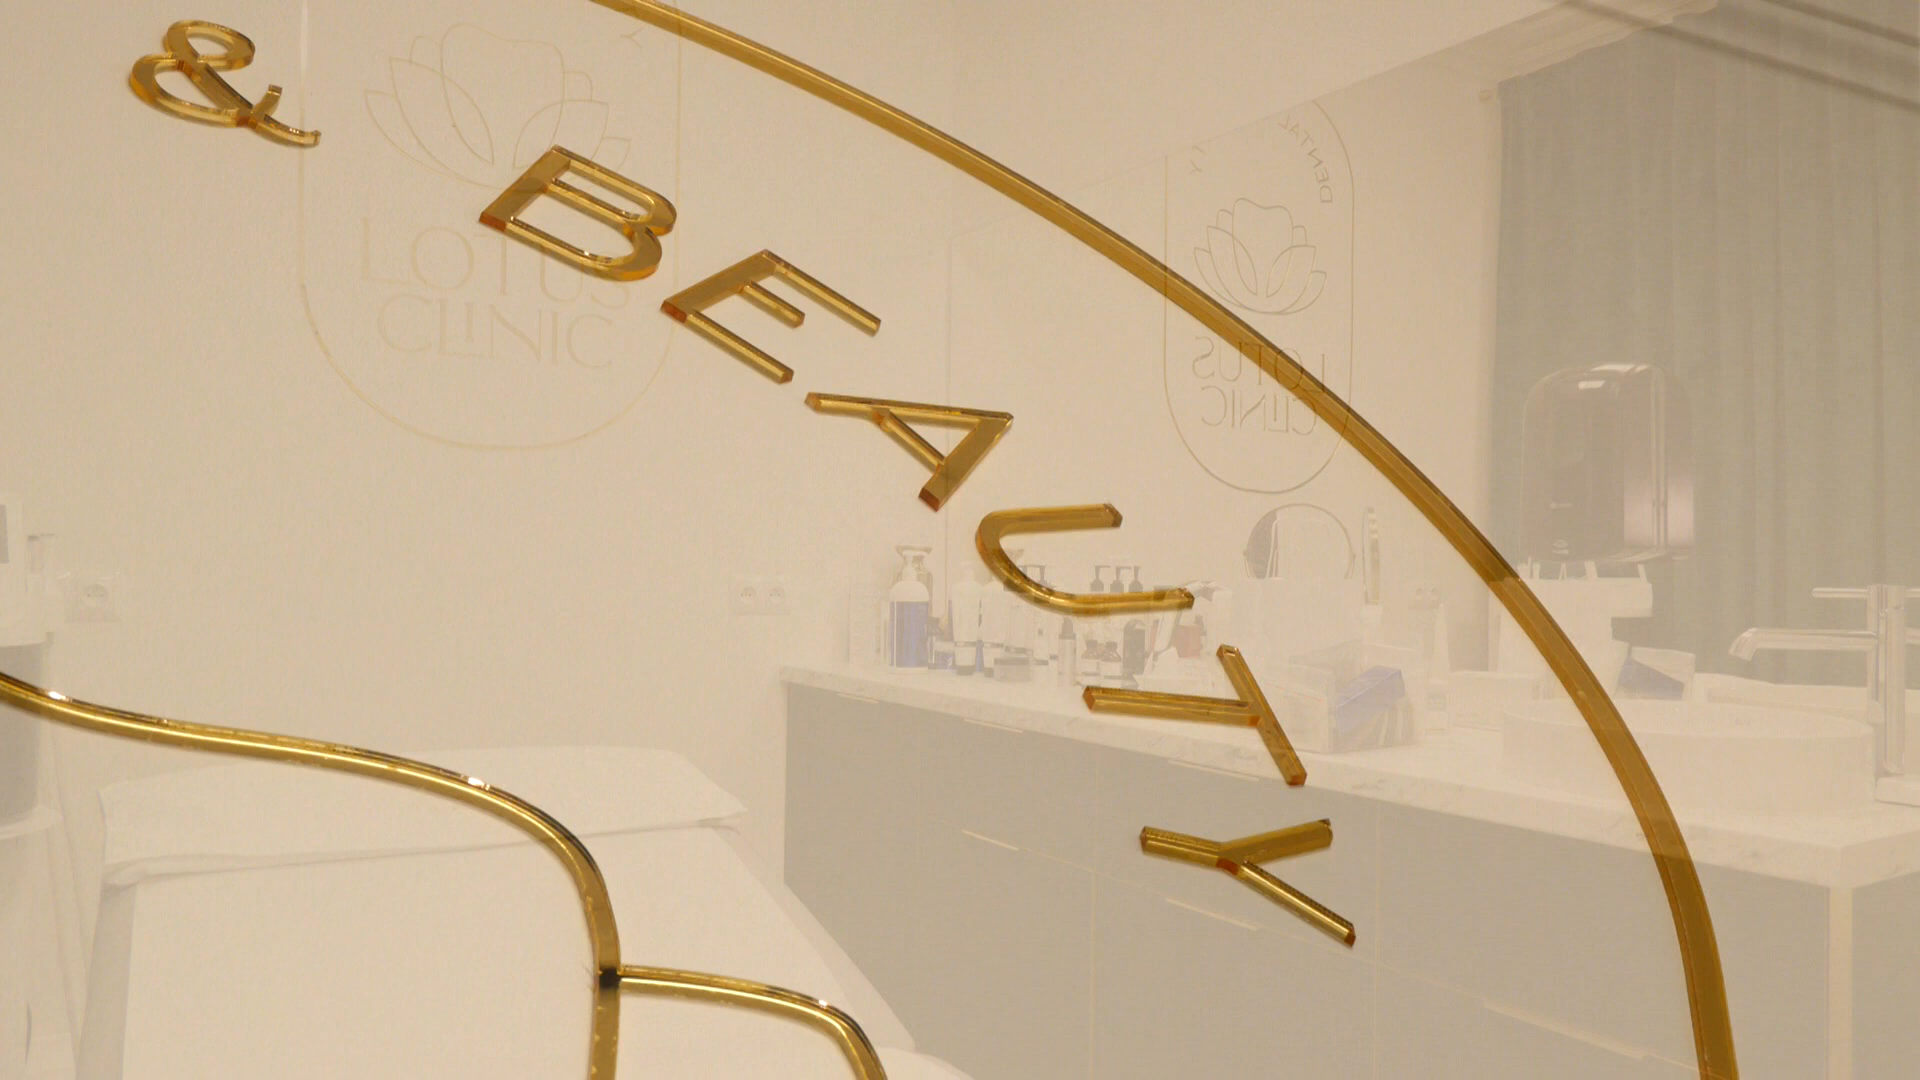 & BEAUTY
LOTUS
CLINIC
DENTAL
Y
LOTUS
CLINIC